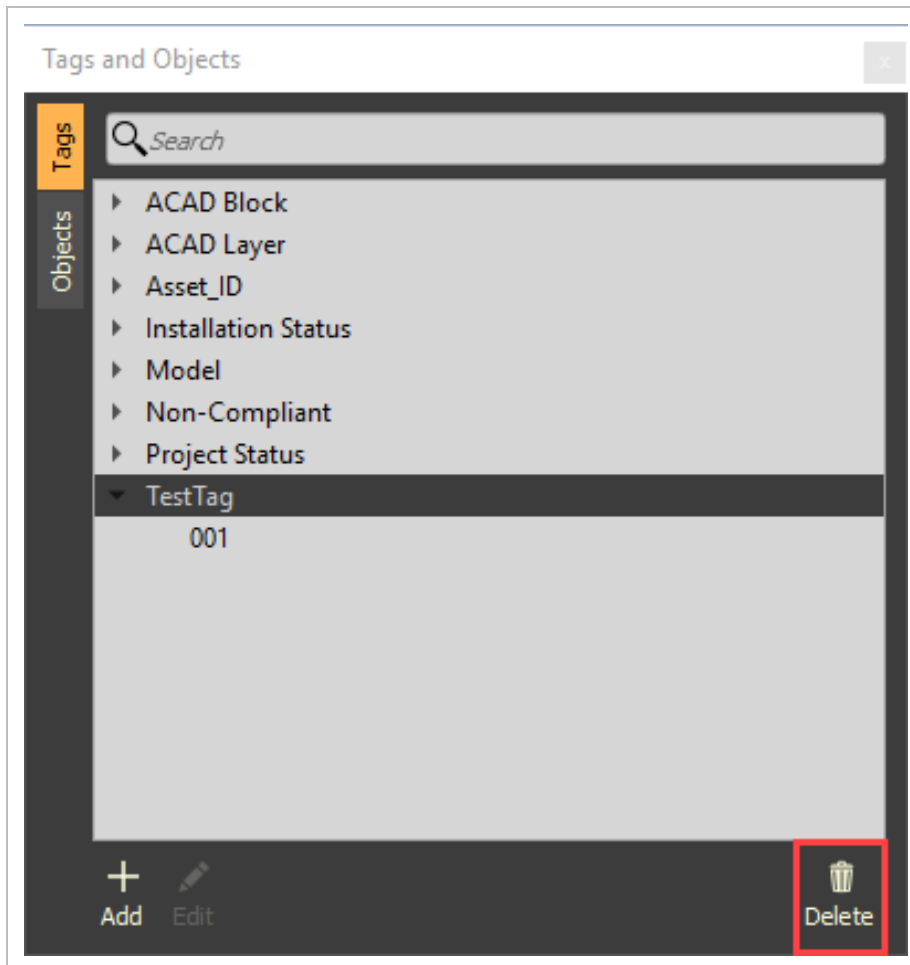 Tags and Objects
x
Tags
Objects
Search
ACAD Block
ACAD Layer
Asset_ID
Installation Status
Model
Non-Compliant
Project Status
TestTag
001
Add
Edit
Delete